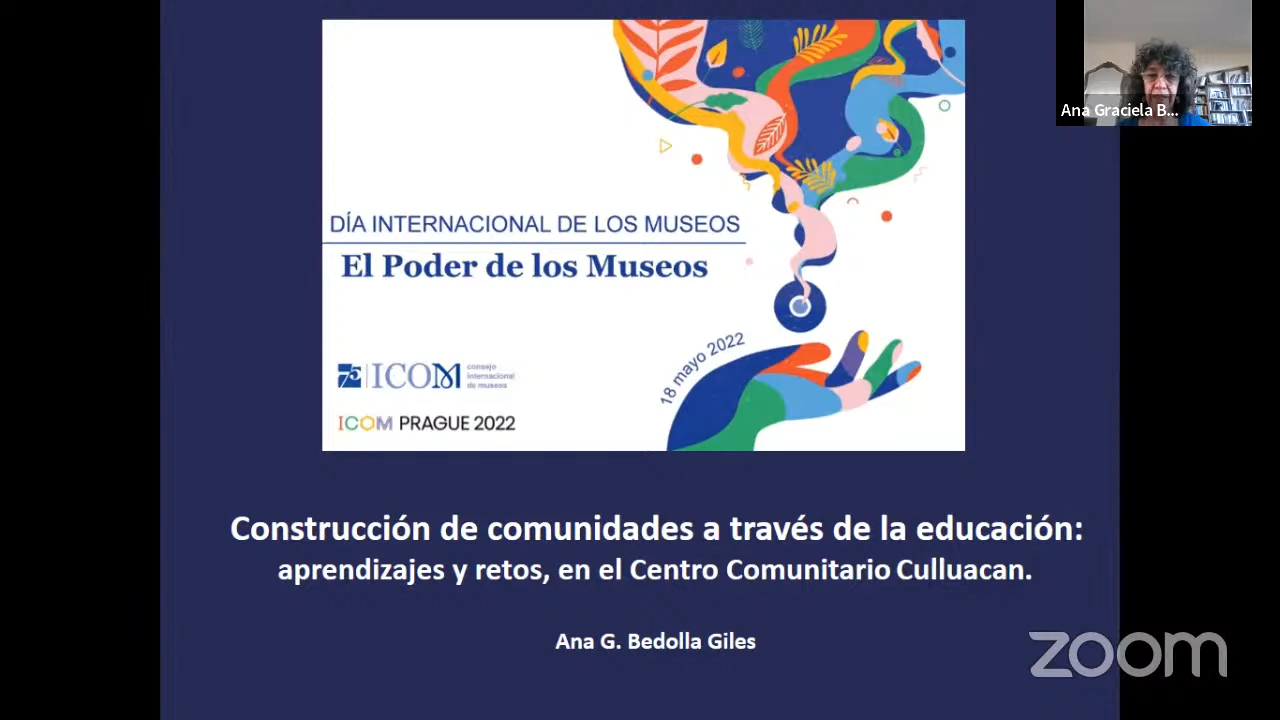 Ana Graciela B...
DÍA INTERNACIONAL DE LOS MUSEOS
El Poder de los Museos
18 mayo 2022
75 ICOM consejo
internacional
de museos
ICOM PRAGUE 2022
Construcción de comunidades a través de la educación:
aprendizajes y retos, en el Centro Comunitario Culluacan.
Ana G. Bedolla Giles
zoom